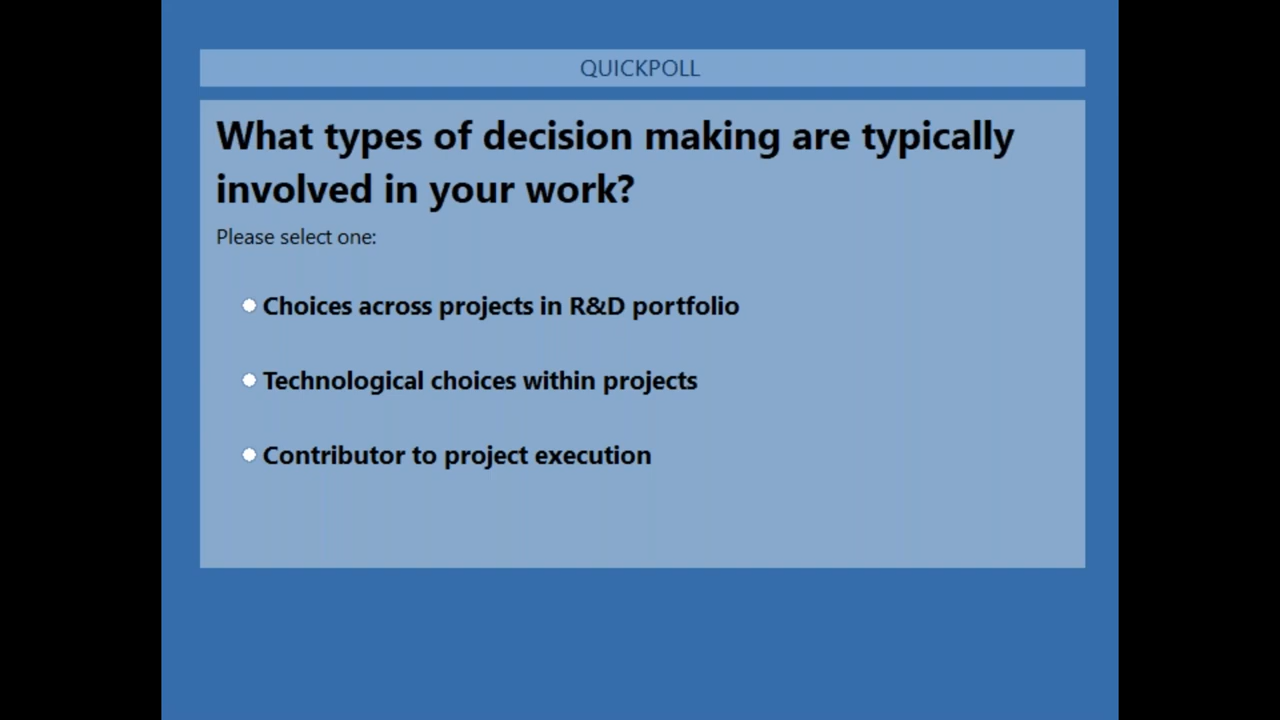 QUICKPOLL
What types of decision making are typically
involved in your work?
Please select one:
Choices across projects in R&D portfolio
Technological choices within projects
Contributor to project execution